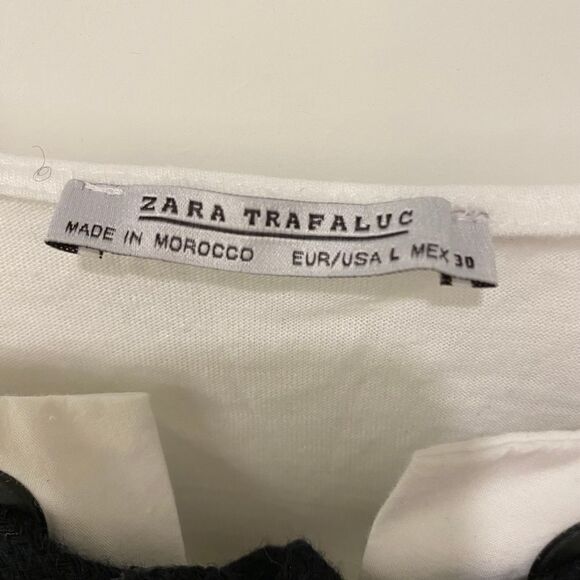 ZARA TRAFALUC
MADE IN MOROCCO EUR/USA L MEX 30